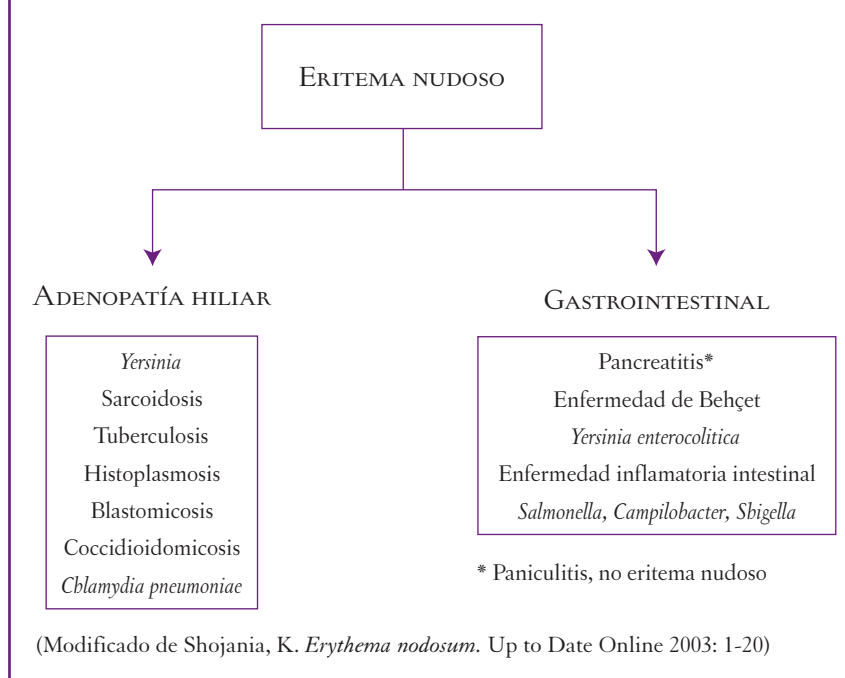 Eritema nudoso
Adenopatía hiliar
Yersinia
Sarcoidosis
Tuberculosis
Histoplasmosis
Blastomicosis
Coccidioidomicosis
Chlamydia pneumoniae
Gastrointestinal
Pancreatitis*
Enfermedad de Behçet
Yersinia enterocolitica
Enfermedad inflamatoria intestinal
Salmonella, Campilobacter, Shigella
* Paniculitis, no eritema nudoso
(Modificado de Shojania, K. Erythema nodosum. Up to Date Online 2003: 1-20)